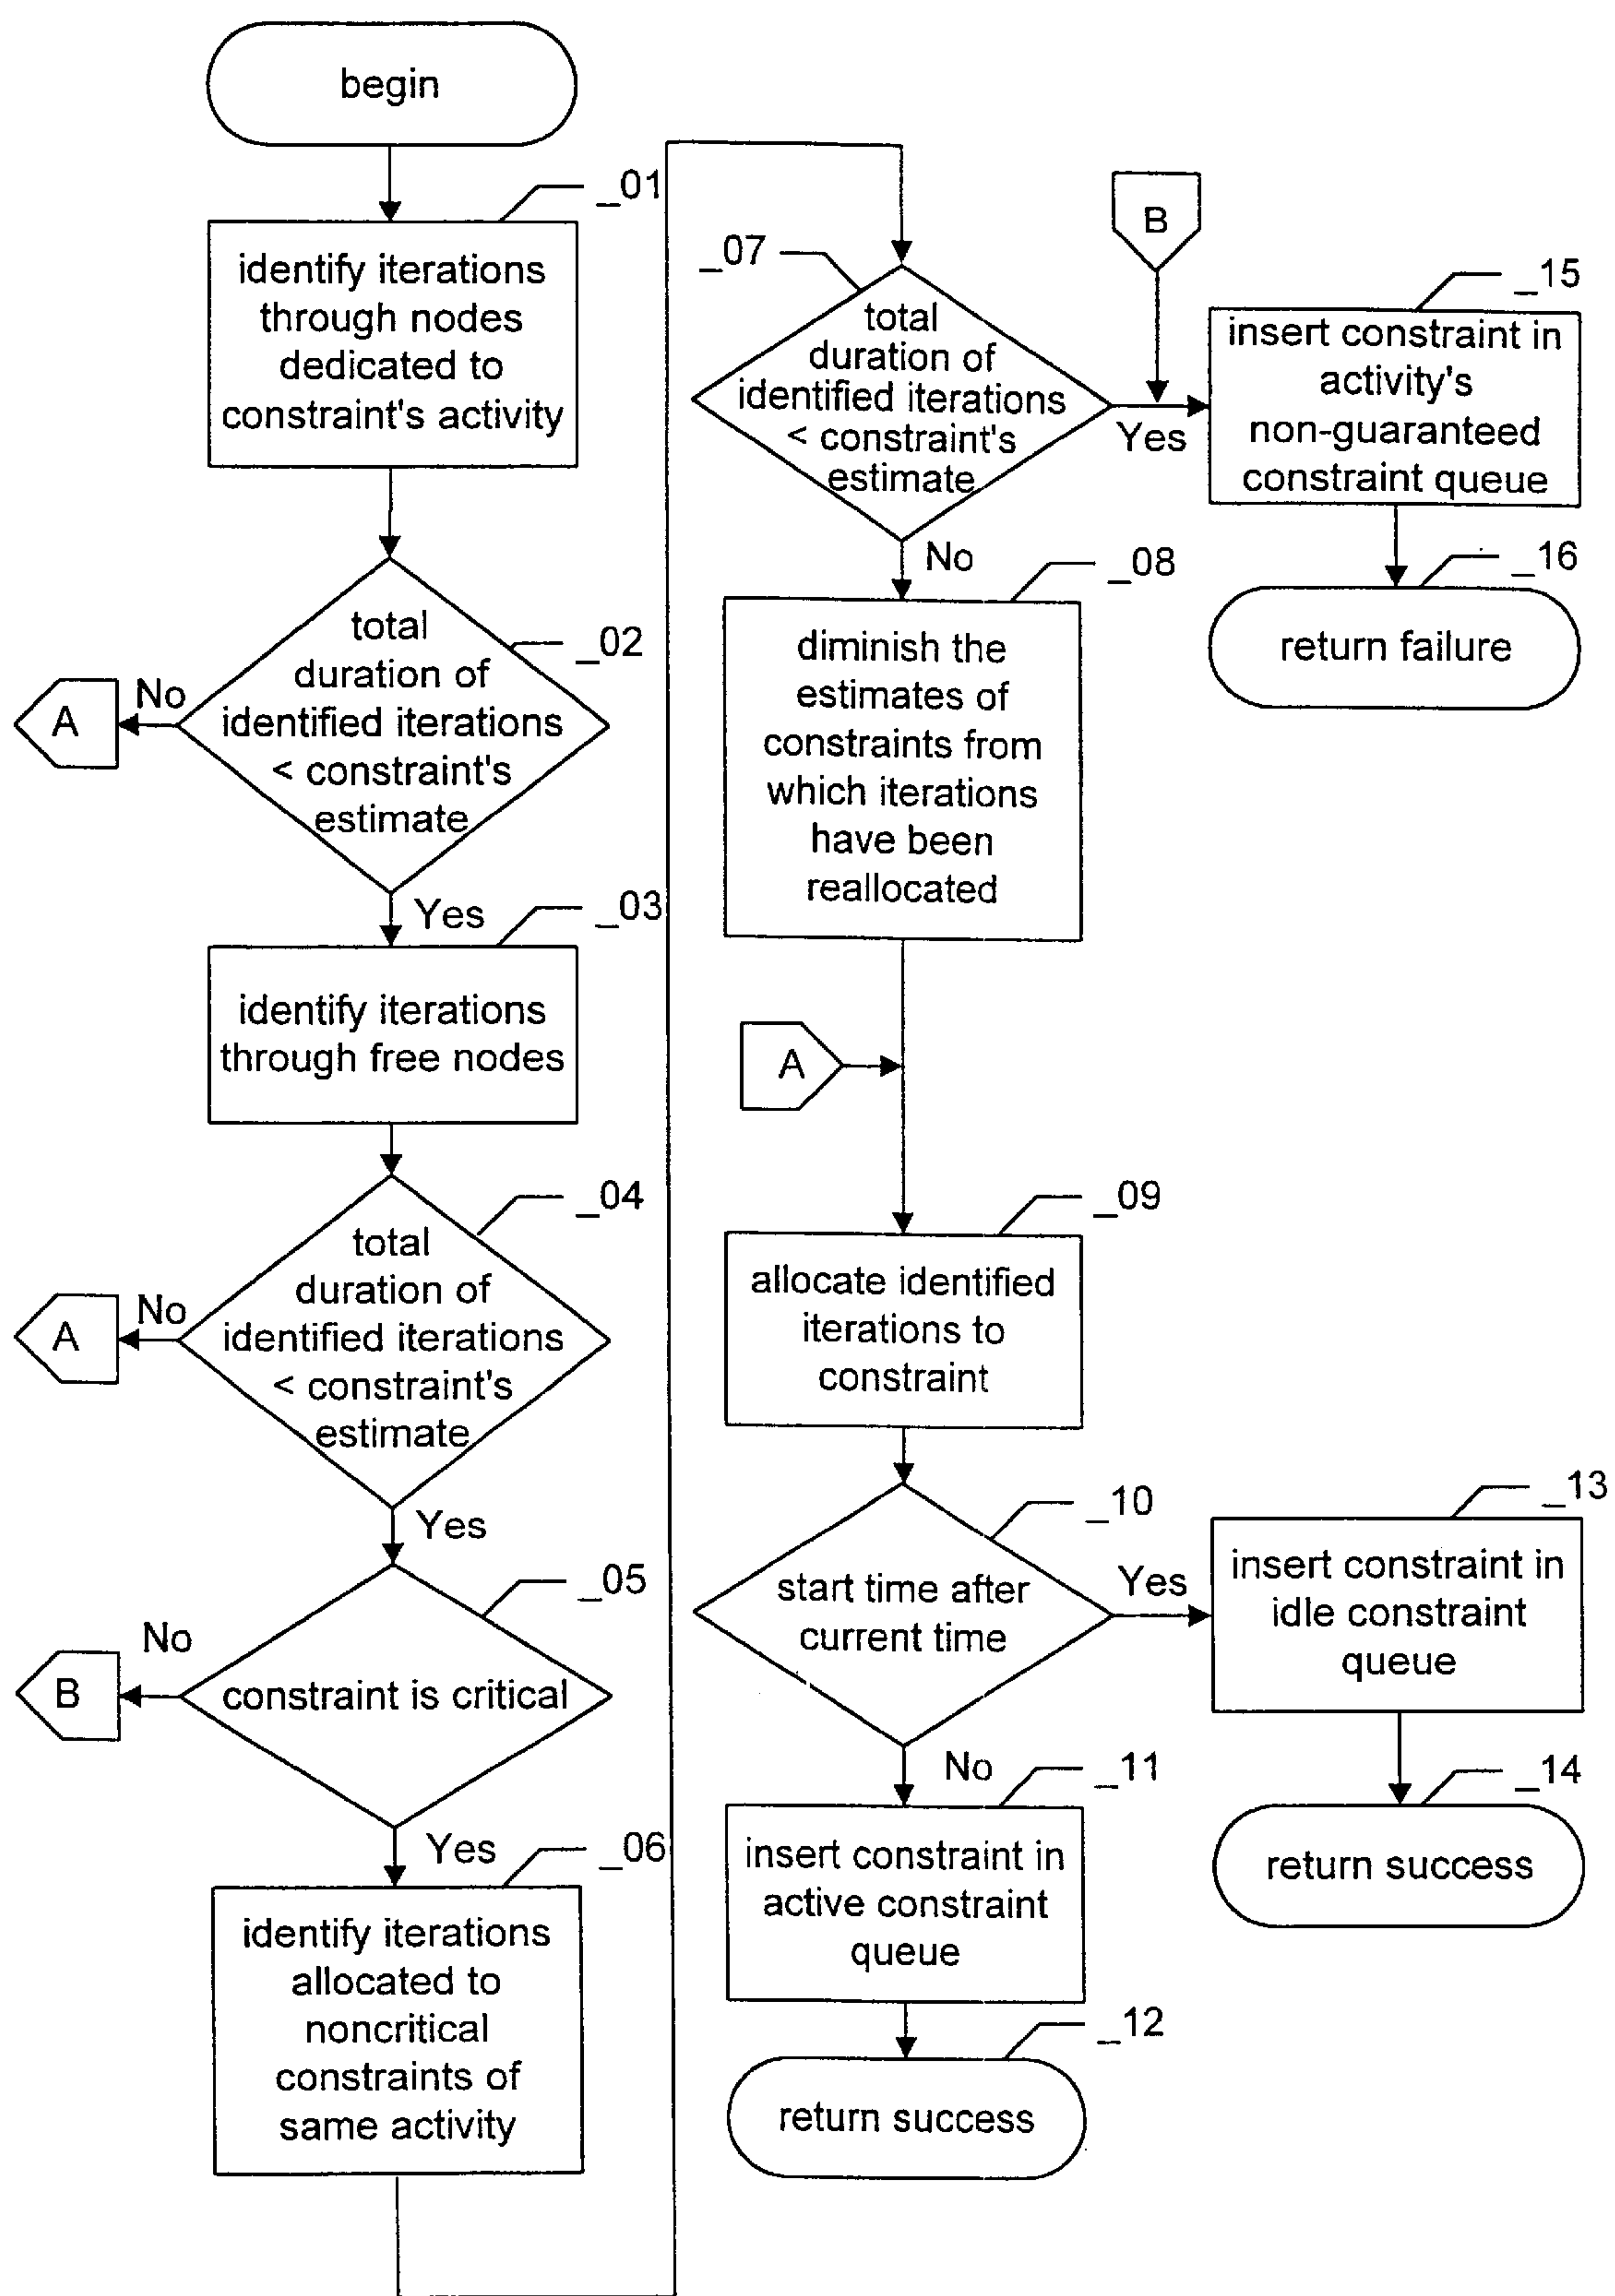 begin
_01
identify iterations
through nodes
dedicated to
constraint's activity
_02
total
duration of
identified iterations
< constraint's
estimate
No
A
Yes
_03
identify iterations
through free nodes
_04
total
duration of
identified iterations
< constraint's
estimate
No
A
Yes
_05
constraint is critical
No
B
Yes
_06
identify iterations
allocated to
noncritical
constraints of
same activity
_07
total
duration of
identified iterations
< constraint's
estimate
B
Yes
_15
insert constraint in
activity's
non-guaranteed
constraint queue
_16
return failure
No
_08
diminish the
estimates of
constraints from
which iterations
have been
reallocated
A
_09
allocate identified
iterations to
constraint
_10
start time after
current time
Yes
_13
insert constraint in
idle constraint
queue
_14
return success
No
_11
insert constraint in
active constraint
queue
_12
return success